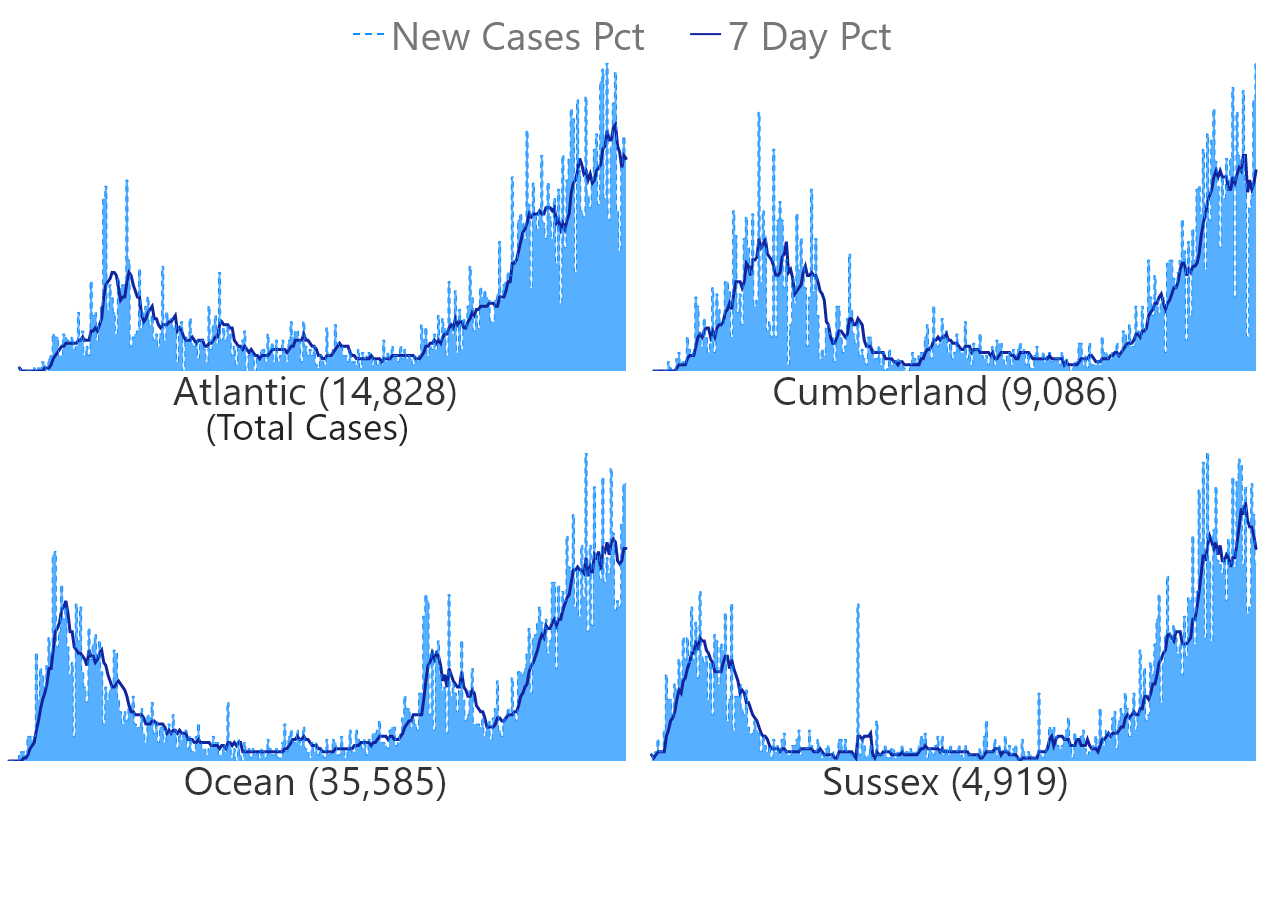 New Cases Pct 7 Day Pct
Atlantic (14,828) Cumberland (9,086)
(Total Cases)
Ocean (35,585) Sussex (4,919)